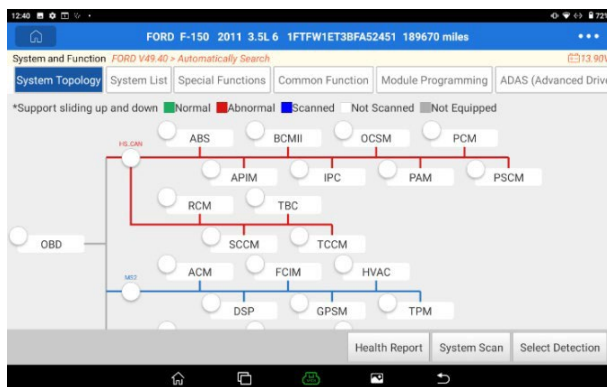 12:40
72%
FORD F-150 2011 3.5L 6 1FTFW1ET3BFA52451 189670 miles
System and Function FORD V49.40 > Automatically Search
13.90V
System Topology System List Special Functions Common Function Module Programming ADAS (Advanced Drive
*Support sliding up and down Normal Abnormal Scanned Not Scanned Not Equipped
HS.CAN
ABS BCMII OCSM PCM
APIM IPC PAM PSCM
RCM TBC
SCCM TCCM
OBD
MS2
ACM FCIM HVAC
DSP GPSM TPM
Health Report System Scan Select Detection